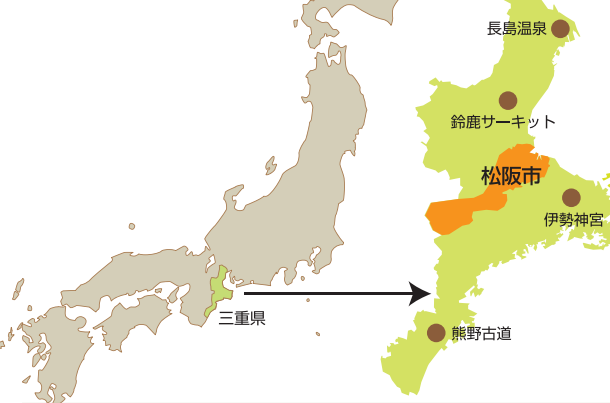 長島温泉
鈴鹿サーキット
松阪市
伊勢神宮
三重県
熊野古道